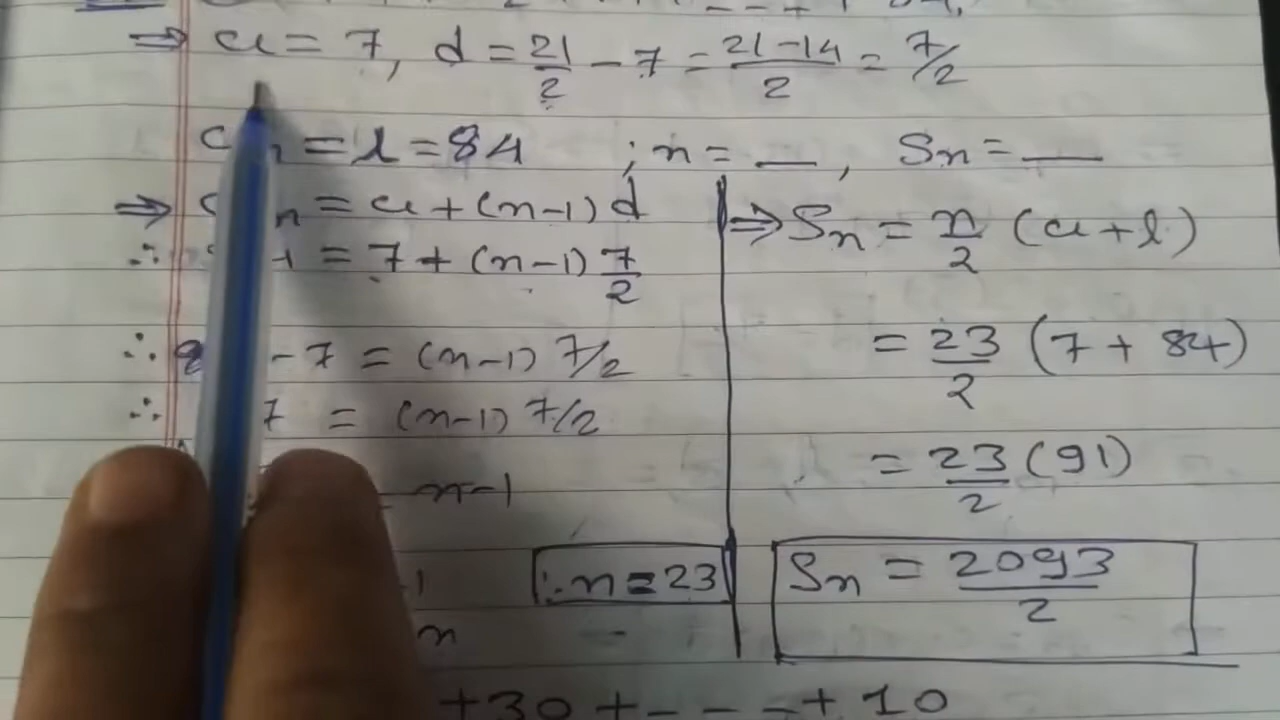 ⇒ a = 7, d = 21/2 - 7 = 21-14/2 = 7/2
= l = 84 ; n = __, Sn = __
⇒ n = a + (n-1) d
∴ = 7 + (n-1) 7/2
∴ - 7 = (n-1) 7/2
∴ 7 = (n-1) 7/2
n-1
∴ n = 23
n
⇒ Sn = n/2 (a + l)
= 23/2 (7 + 84)
= 23/2 (91)
Sn = 2093/2
+30 + - - - + 10